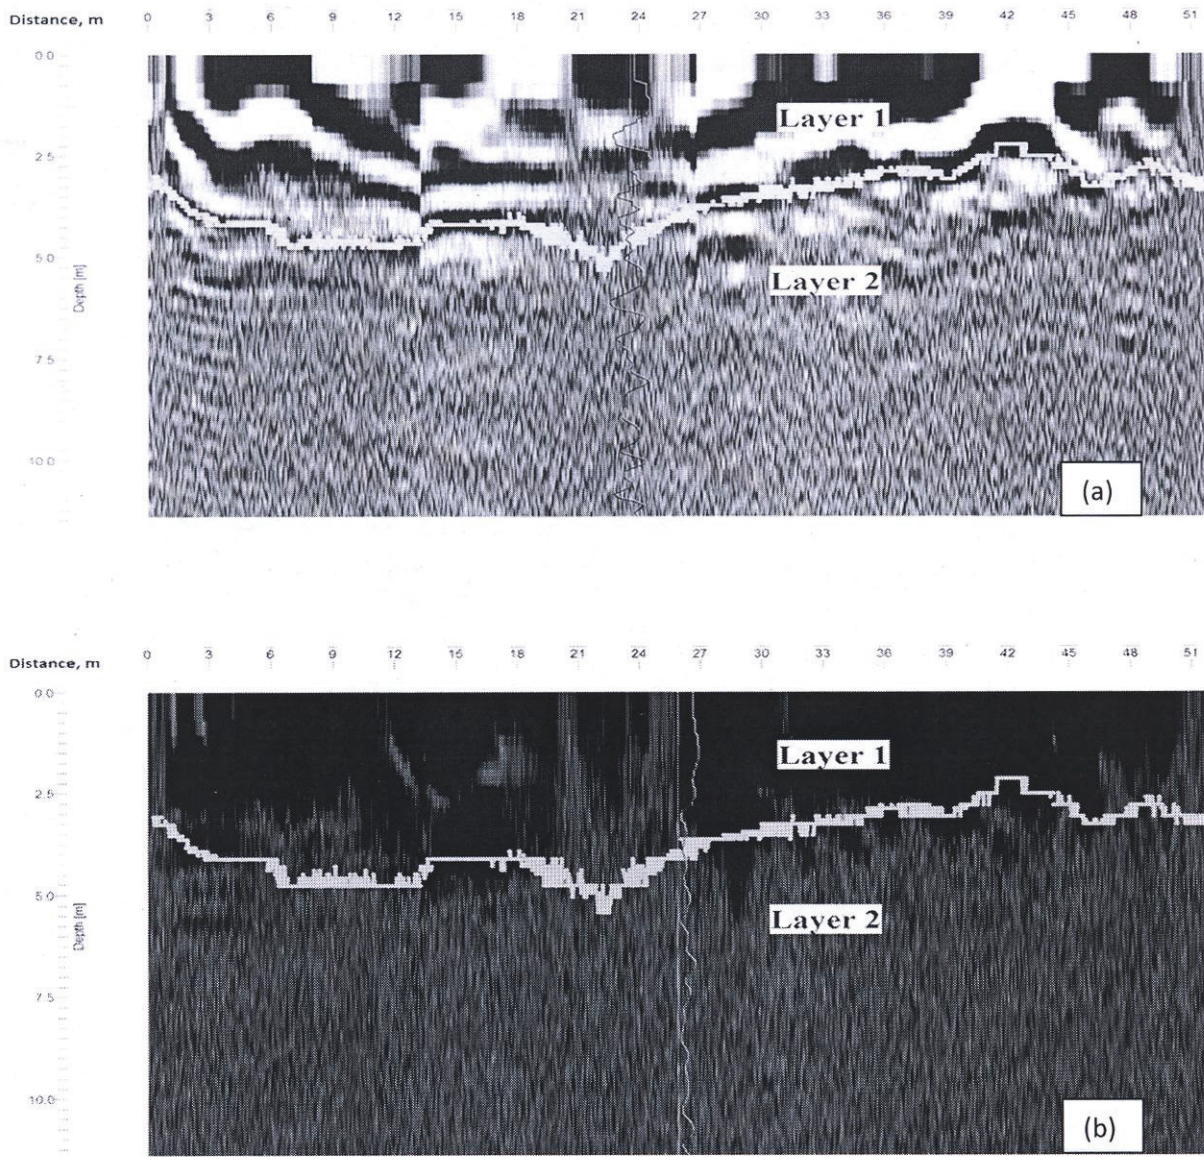 Distance, m 0 3 6 9 12 15 18 21 24 27 30 33 36 39 42 45 48 51
0.0
Layer 1
2.5
5.0
Layer 2
Depth [m]
7.5
10.0
(a)
Distance, m 0 3 6 9 12 15 18 21 24 27 30 33 36 39 42 45 48 51
0.0
Layer 1
2.5
5.0
Layer 2
Depth [m]
7.5
10.0
(b)